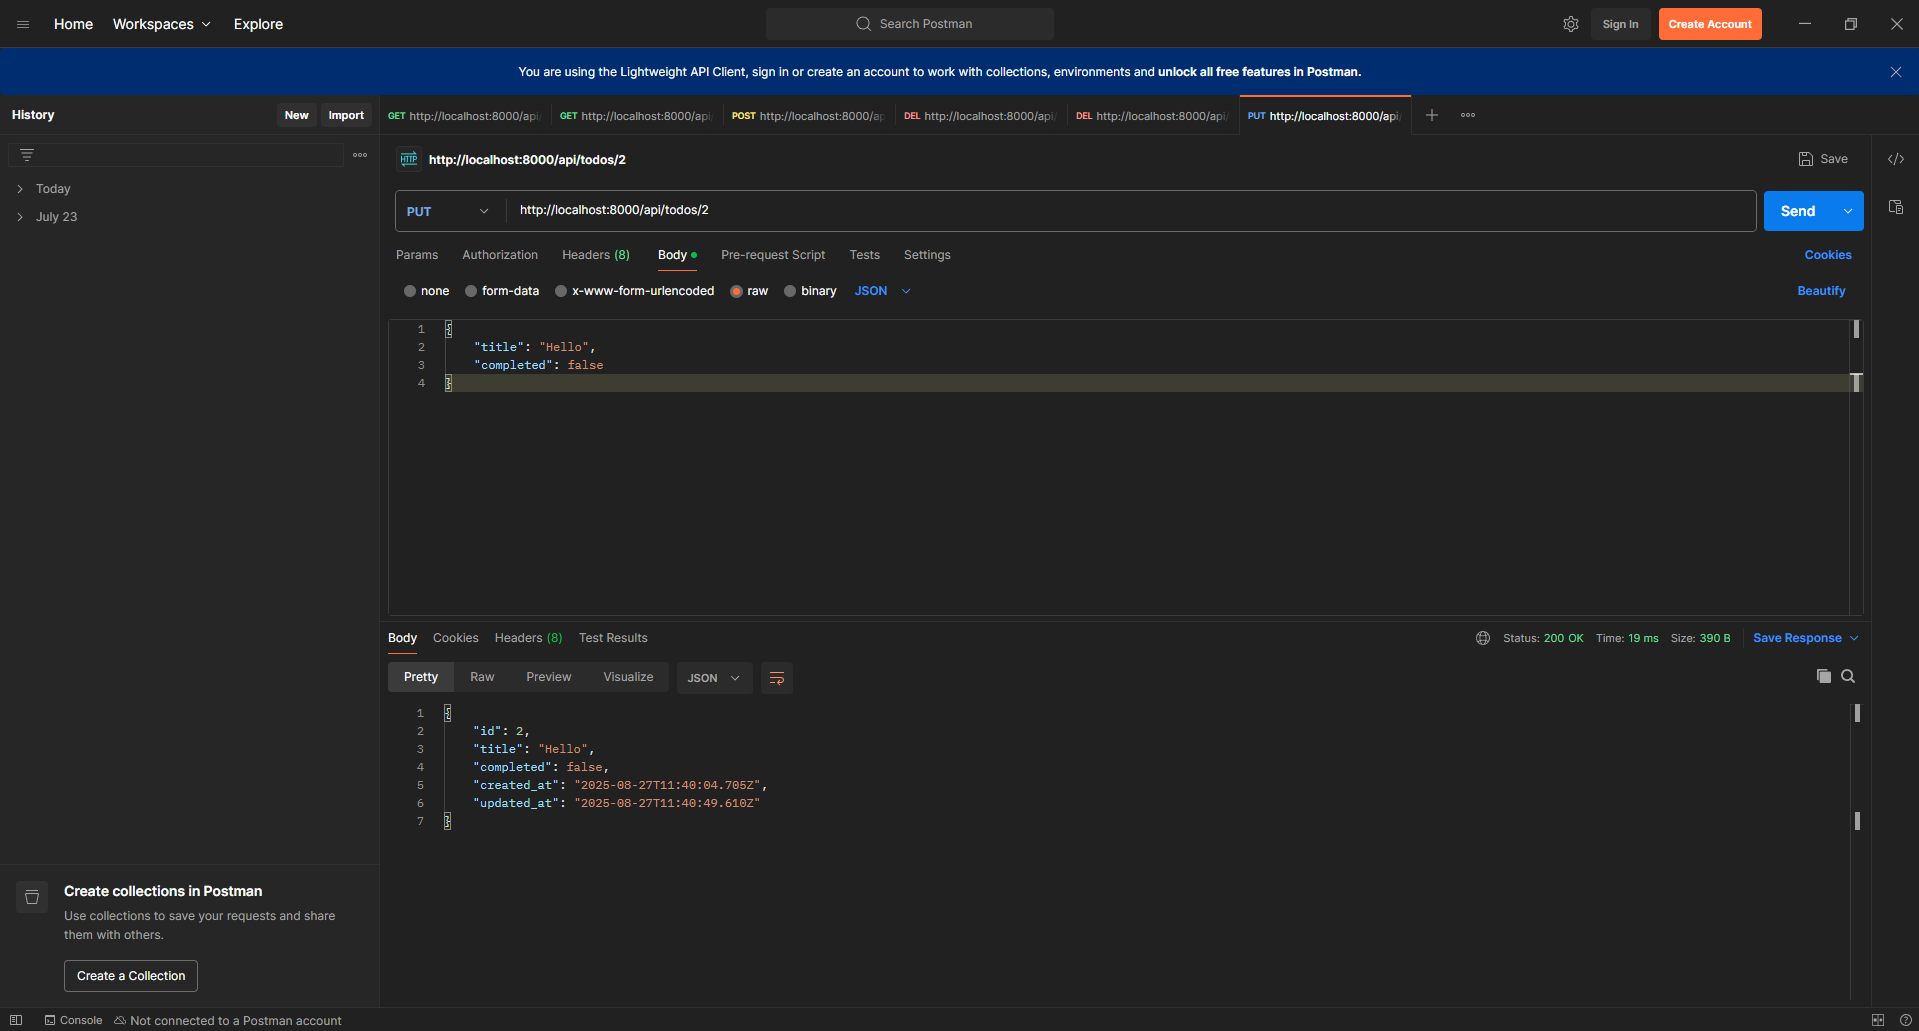 Home Workspaces Explore Search Postman Sign In Create Account
You are using the Lightweight API Client, sign in or create an account to work with collections, environments and unlock all free features in Postman.
History New Import
GET http://localhost:8000/api/ GET http://localhost:8000/api/ POST http://localhost:8000/ap DEL http://localhost:8000/api/ DEL http://localhost:8000/api/ PUT http://localhost:8000/api/
Today
July 23
HTTP http://localhost:8000/api/todos/2 Save
PUT http://localhost:8000/api/todos/2 Send
Params Authorization Headers (8) Body Pre-request Script Tests Settings Cookies
none form-data x-www-form-urlencoded raw binary JSON Beautify
1 {
2 "title": "Hello",
3 "completed": false
4 }
Body Cookies Headers (8) Test Results Status: 200 OK Time: 19 ms Size: 390 B Save Response
Pretty Raw Preview Visualize JSON
1 {
2 "id": 2,
3 "title": "Hello",
4 "completed": false,
5 "created_at": "2025-08-27T11:40:04.705Z",
6 "updated_at": "2025-08-27T11:40:49.610Z"
7 }
Create collections in Postman
Use collections to save your requests and share
them with others.
Create a Collection
Console Not connected to a Postman account